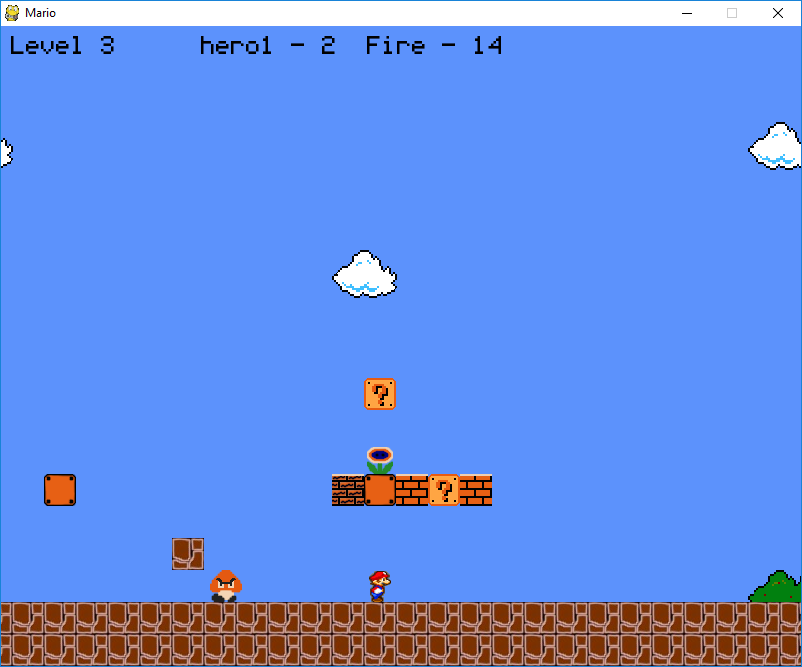 Mario
Level 3 hero1 - 2 Fire - 14
?
?